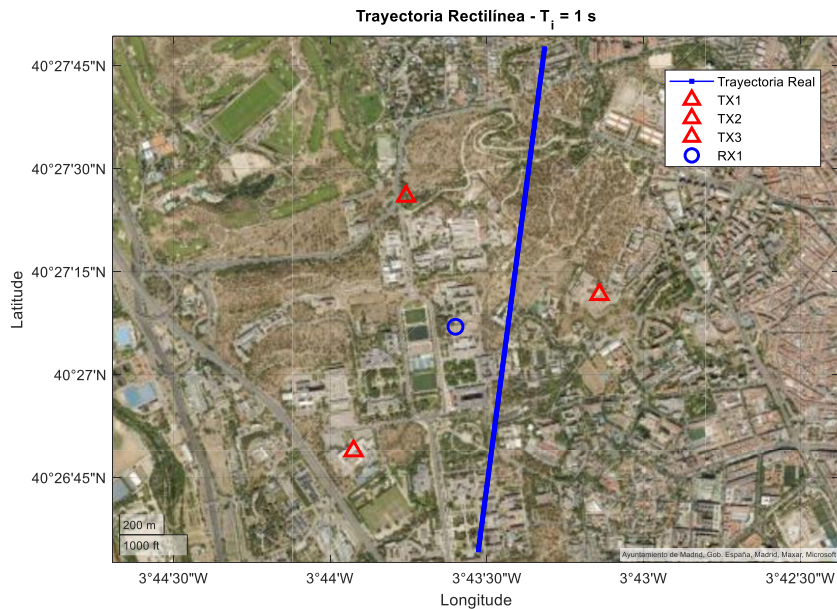 Trayectoria Rectilínea - T_i = 1 s
Trayectoria Real
TX1
TX2
TX3
RX1
40°27'45"N
40°27'30"N
40°27'15"N
40°27'N
40°26'45"N
Latitude
200 m
1000 ft
Ayuntamiento de Madrid, Gob. España, Madrid, Maxar, Microsoft
3°44'30"W
3°44'W
3°43'30"W
3°43'W
3°42'30"W
Longitude